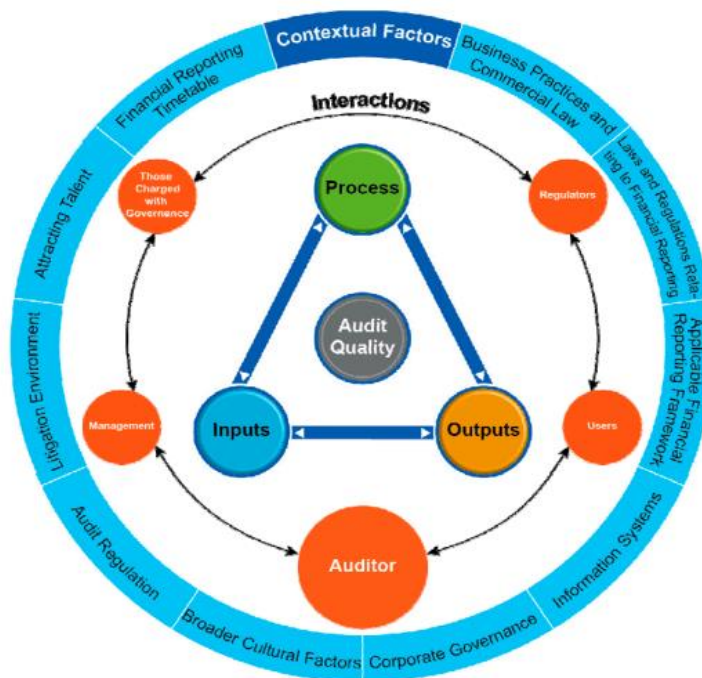 Contextual Factors
Business Practices and
Commercial Law
Laws and Regulations Rela-
ting to Financial Reporting
Applicable Financial
Reporting Framework
Information Systems
Corporate Governance
Broader Cultural Factors
Audit Regulation
Litigation Environment
Attracting Talent
Financial Reporting
Timetable
Interactions
Those
Charged
with
Governance
Process
Regulators
Audit
Quality
Management
Inputs
Outputs
Users
Auditor